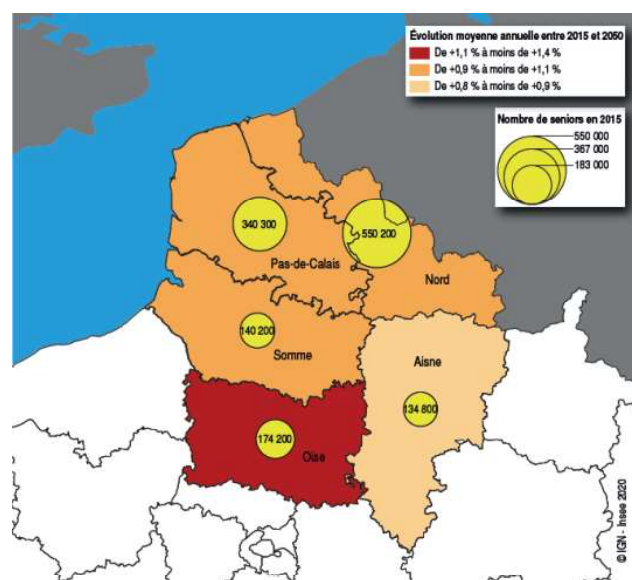 Évolution moyenne annuelle entre 2015 et 2050
De +1,1 % à moins de +1,4 %
De +0,9 % à moins de +1,1 %
De +0,8 % à moins de +0,9 %
Nombre de seniors en 2015
550 000
367 000
183 000
340 300
550 200
Pas-de-Calais
Nord
140 200
Somme
Aisne
134 800
174 200
Oise
© IGN - Insee 2020